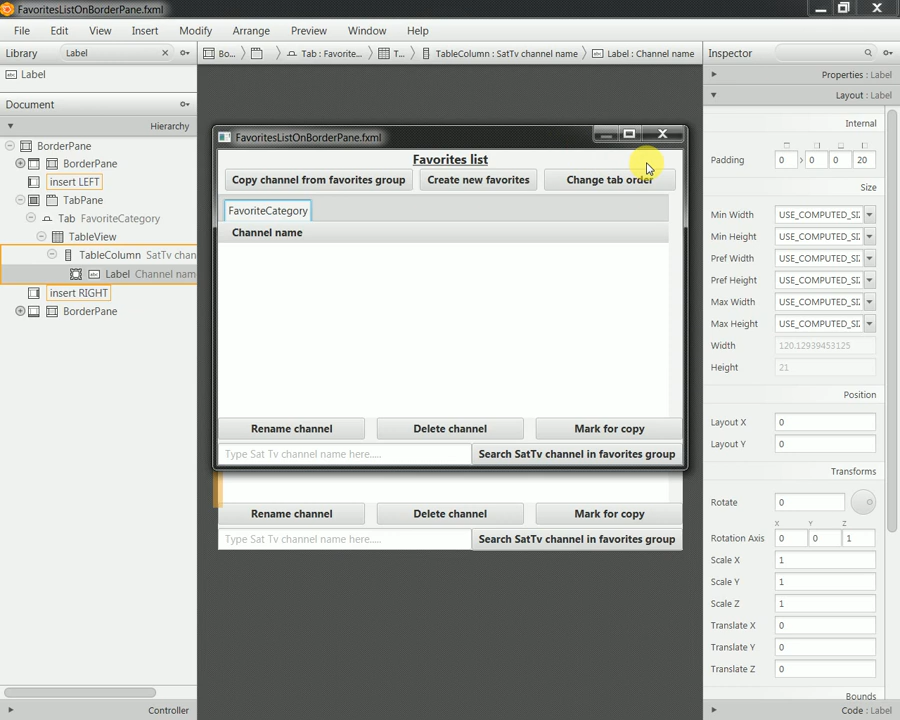 FavoritesListOnBorderPane.fxml
File Edit View Insert Modify Arrange Preview Window Help
Library Label
Label
Document
Hierarchy
BorderPane
BorderPane
insert LEFT
TabPane
Tab FavoriteCategory
TableView
TableColumn SatTv chan
Label Channel nam
insert RIGHT
BorderPane
Controller
Bo... Tab : Favorite... T... TableColumn : SatTv channel name Label : Channel name
FavoritesListOnBorderPane.fxml
Favorites list
Copy channel from favorites group Create new favorites Change tab order
FavoriteCategory
Channel name
Rename channel Delete channel Mark for copy
Type Sat Tv channel name here..... Search SatTv channel in favorites group
Rename channel Delete channel Mark for copy
Type Sat Tv channel name here..... Search SatTv channel in favorites group
Inspector
Properties : Label
Layout : Label
Internal
Padding 0 0 0 20
Size
Min Width USE_COMPUTED_SI
Min Height USE_COMPUTED_SI
Pref Width USE_COMPUTED_SI
Pref Height USE_COMPUTED_SI
Max Width USE_COMPUTED_SI
Max Height USE_COMPUTED_SI
Width 120.12939453125
Height 21
Position
Layout X 0
Layout Y 0
Transforms
Rotate 0
X Y Z
Rotation Axis 0 0 1
Scale X 1
Scale Y 1
Scale Z 1
Translate X 0
Translate Y 0
Translate Z 0
Bounds
Code : Label